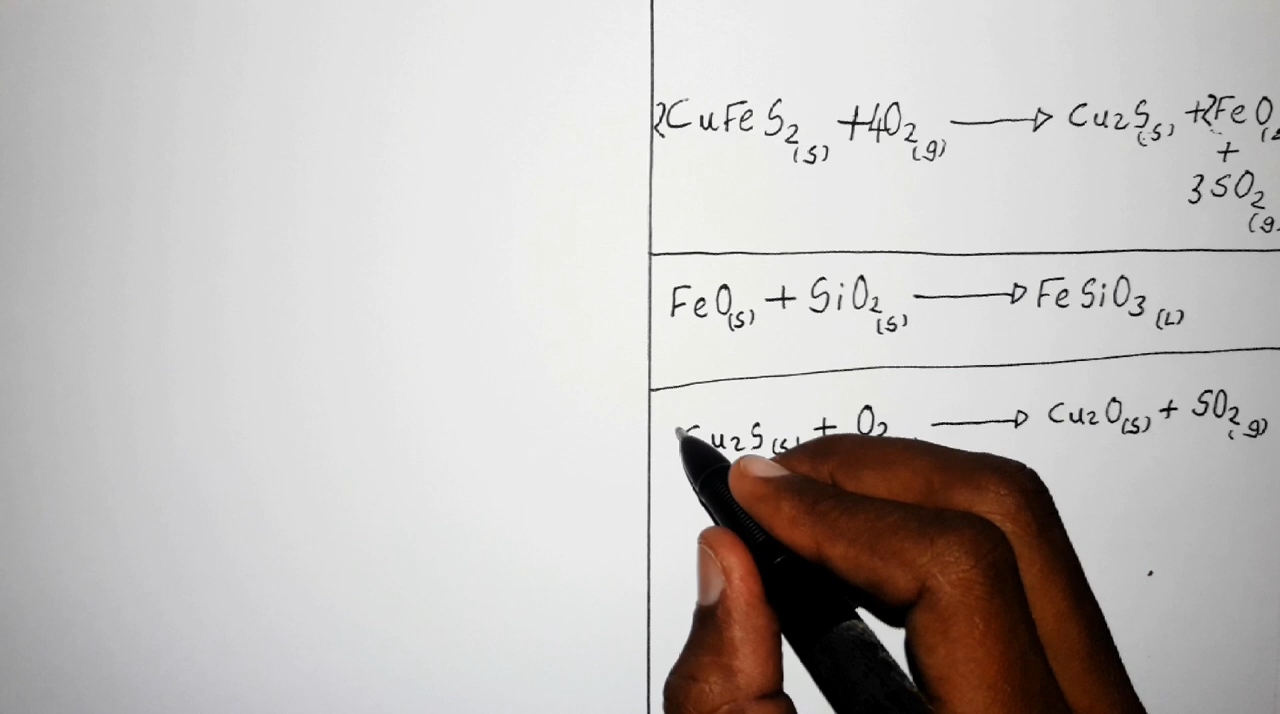 2CuFeS2(s) + 4O2(g) → Cu2S(s) + 2FeO(s
+
3SO2(g)
FeO(s) + SiO2(s) → FeSiO3(L)
Cu2S(s) + O2 → Cu2O(s) + SO2(g)